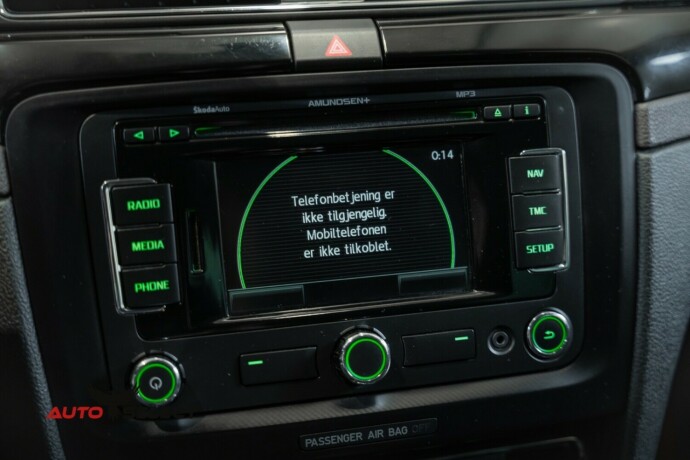 SkodaAuto
AMUNDSEN+
MP3
i
0:14
RADIO
MEDIA
PHONE
Telefonbetjening er
ikke tilgjengelig.
Mobiltelefonen
er ikke tilkoblet.
NAV
TMC
SETUP
AUTO
PASSENGER AIR BAG OFF